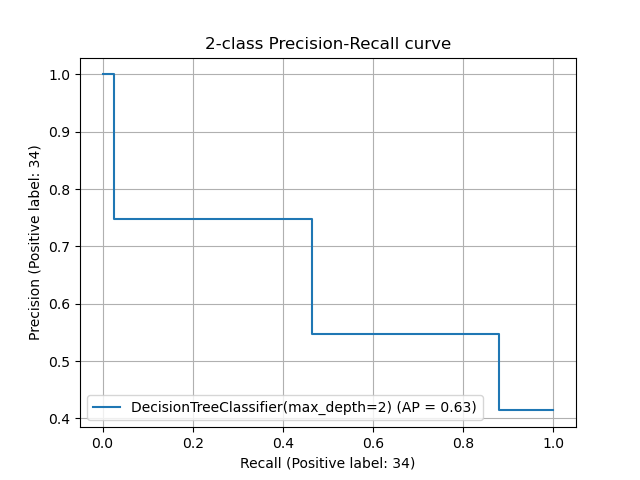 2-class Precision-Recall curve
Precision (Positive label: 34)
1.0
0.9
0.8
0.7
0.6
0.5
0.4
DecisionTreeClassifier(max_depth=2) (AP = 0.63)
0.0 0.2 0.4 0.6 0.8 1.0
Recall (Positive label: 34)